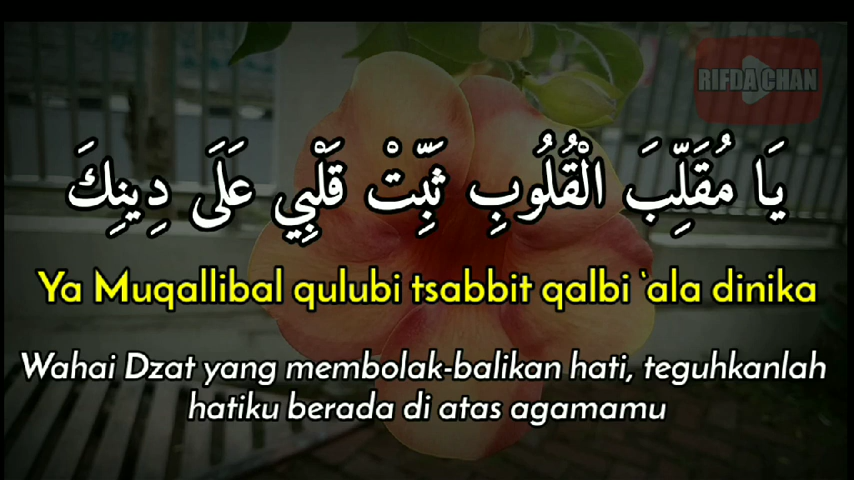 RIFDA CHAN
يَا مُقَلِّبَ الْقُلُوبِ ثَبِّتْ قَلْبِي عَلَى دِينِكَ
Ya Muqallibal qulubi tsabbit qalbi `ala dinika
Wahai Dzat yang membolak-balikan hati, teguhkanlah
hatiku berada di atas agamamu